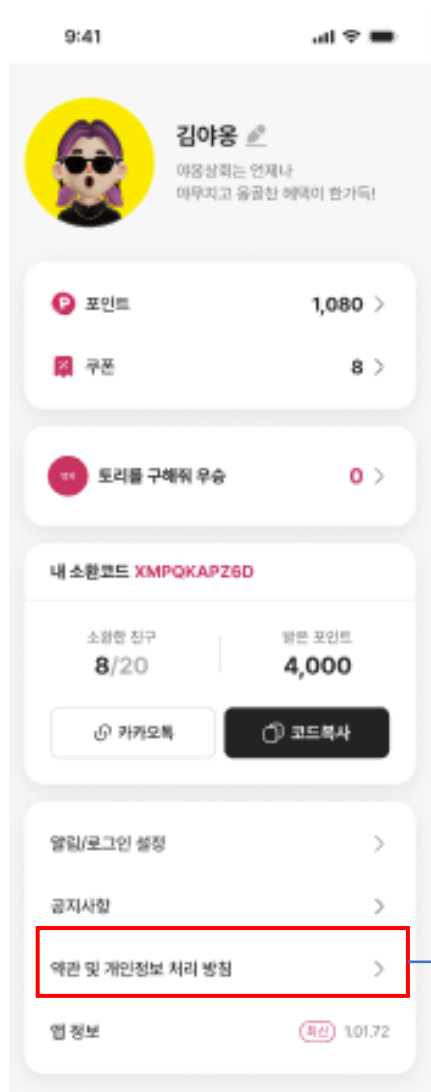 9:41
김야옹
야옹상회는 언제나
야무지고 옹골찬 혜택이 한가득!
포인트 1,080
쿠폰 8
토리를 구해줘 우승 0
내 소환코드 XMPQKAPZ6D
소환한 친구 받은 포인트
8/20 4,000
카카오톡 코드복사
알림/로그인 설정
공지사항
약관 및 개인정보 처리 방침
앱 정보 최신 1.01.72